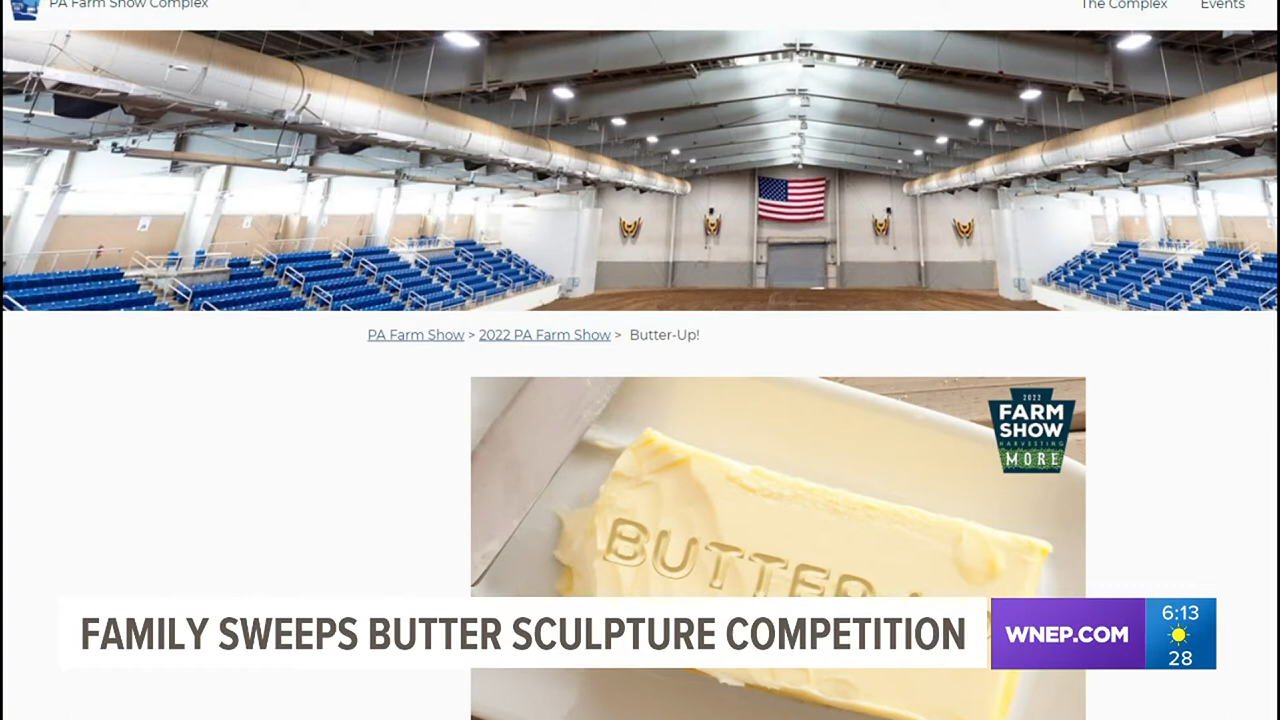 PA Farm Show Complex
The Complex Events
PA Farm Show > 2022 PA Farm Show > Butter-Up!
2022
FARM
SHOW
HARVESTING
MORE
BUTTER
FAMILY SWEEPS BUTTER SCULPTURE COMPETITION
WNEP.COM
6:13
28